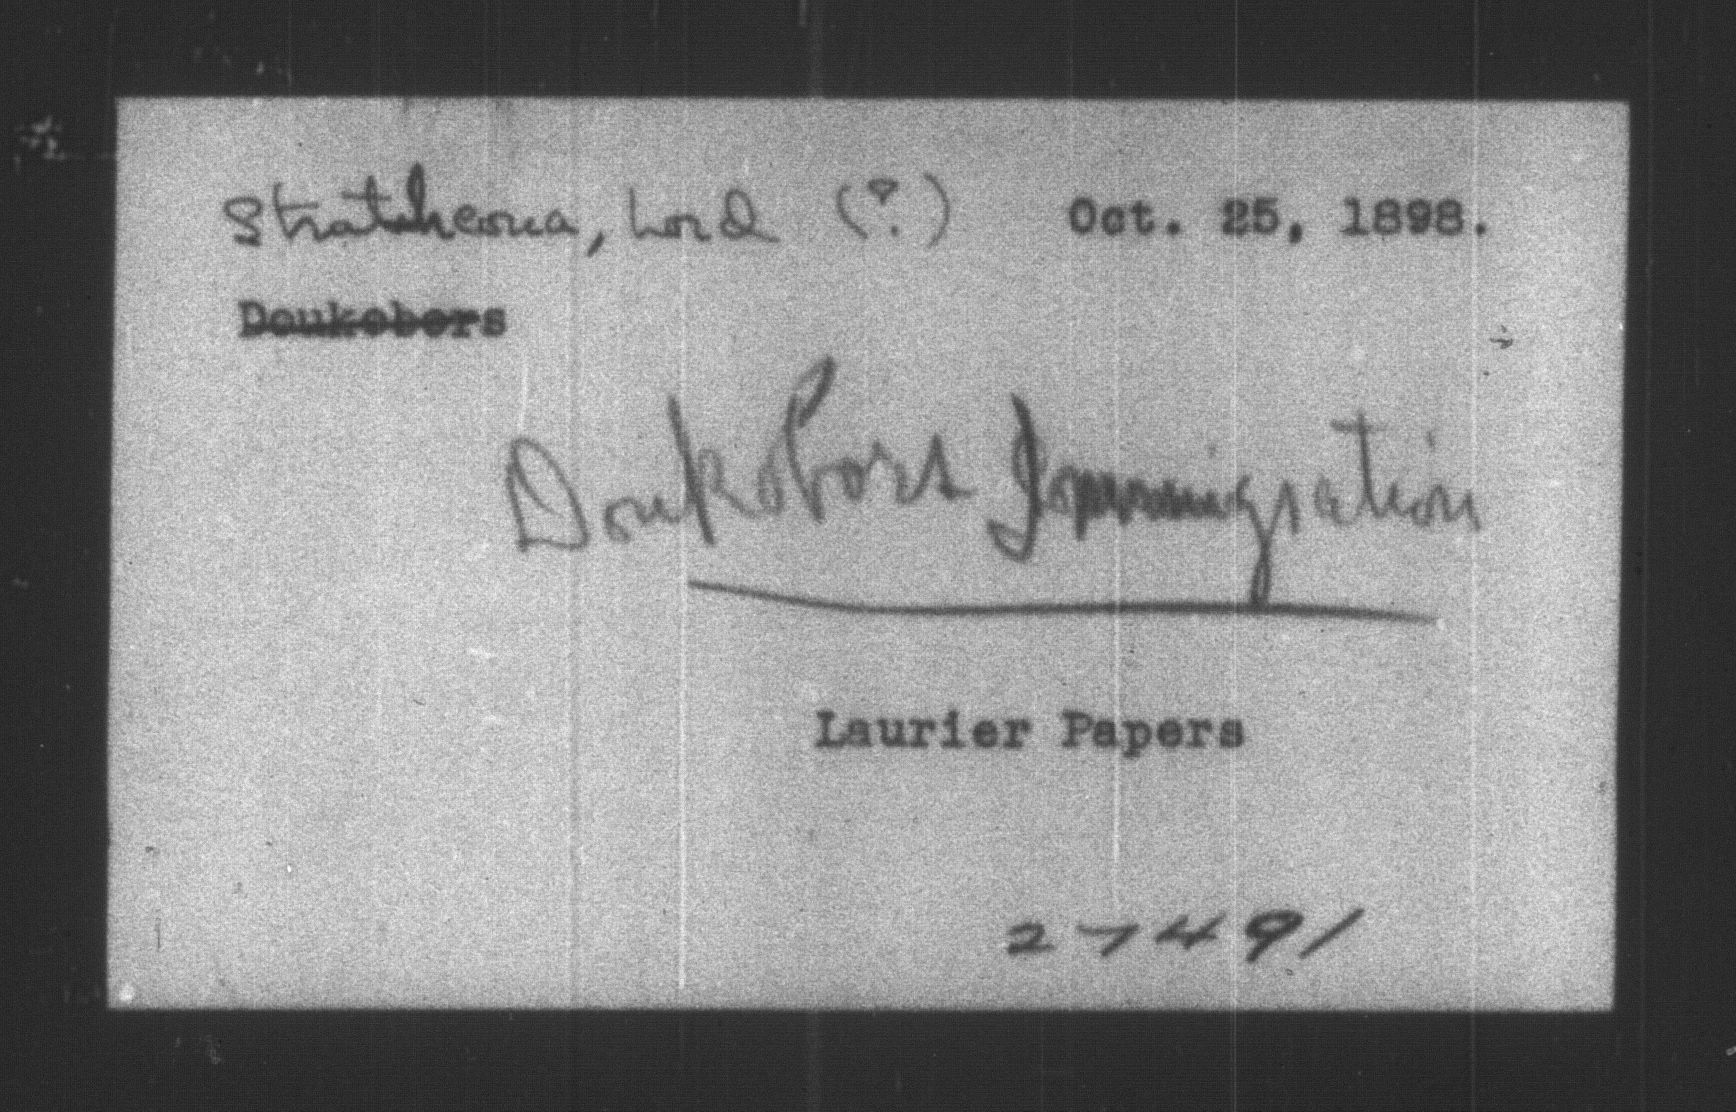 Strathcona, Lord (?) Oct. 25, 1898.
Doukobors
Doukobors Immigration
Laurier Papers
27491